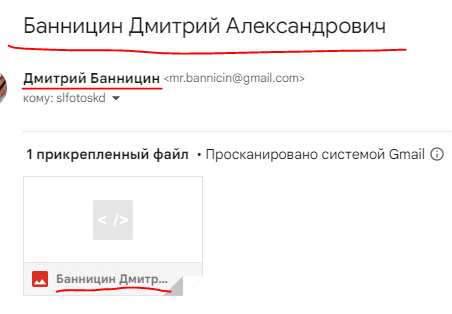 Банницин Дмитрий Александрович
Дмитрий Банницин <mr.bannicin@gmail.com>
кому: slfotoskd
1 прикрепленный файл • Просканировано системой Gmail
</>
Банницин Дмитр...